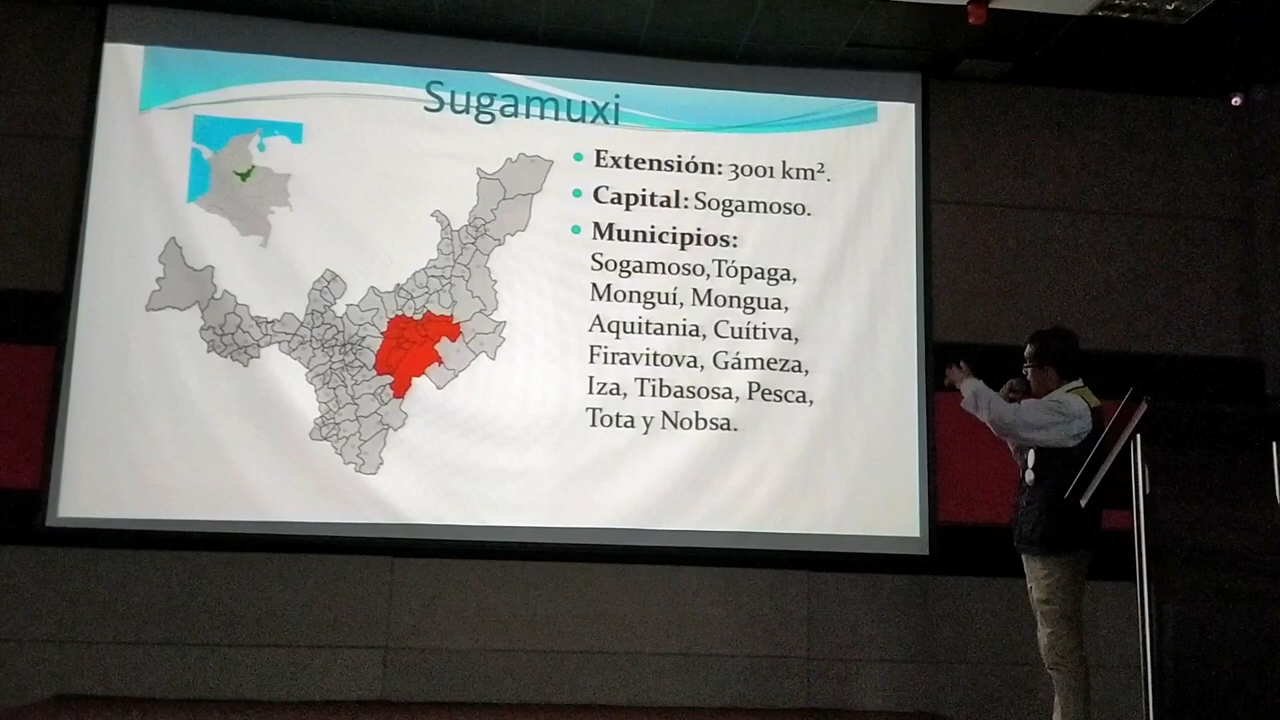 Sugamuxi
Extensión: 3001 km².
Capital: Sogamoso.
Municipios:
Sogamoso,Tópaga,
Monguí, Mongua,
Aquitania, Cuítiva,
Firavitova, Gámeza,
Iza, Tibasosa, Pesca,
Tota y Nobsa.